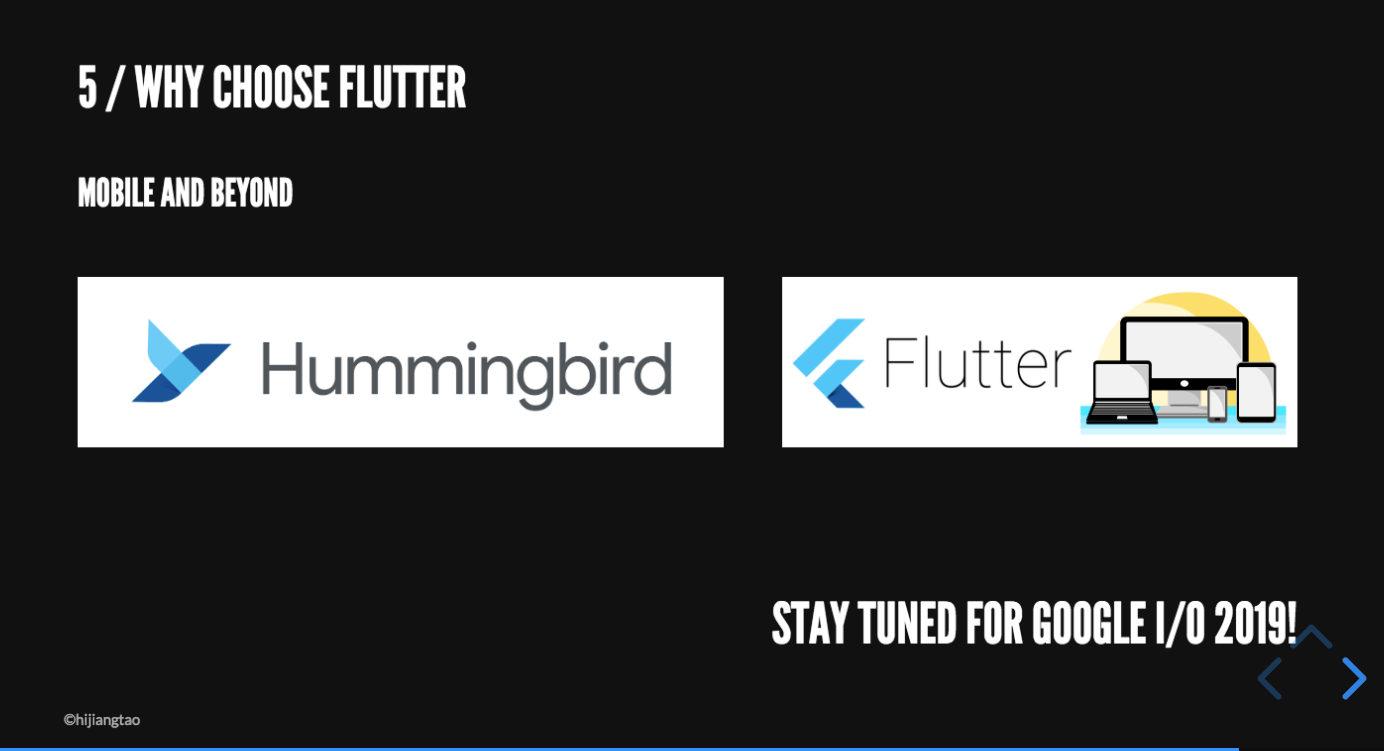 5 / WHY CHOOSE FLUTTER
MOBILE AND BEYOND
Hummingbird
Flutter
STAY TUNED FOR GOOGLE I/O 2019!
©hijiangtao